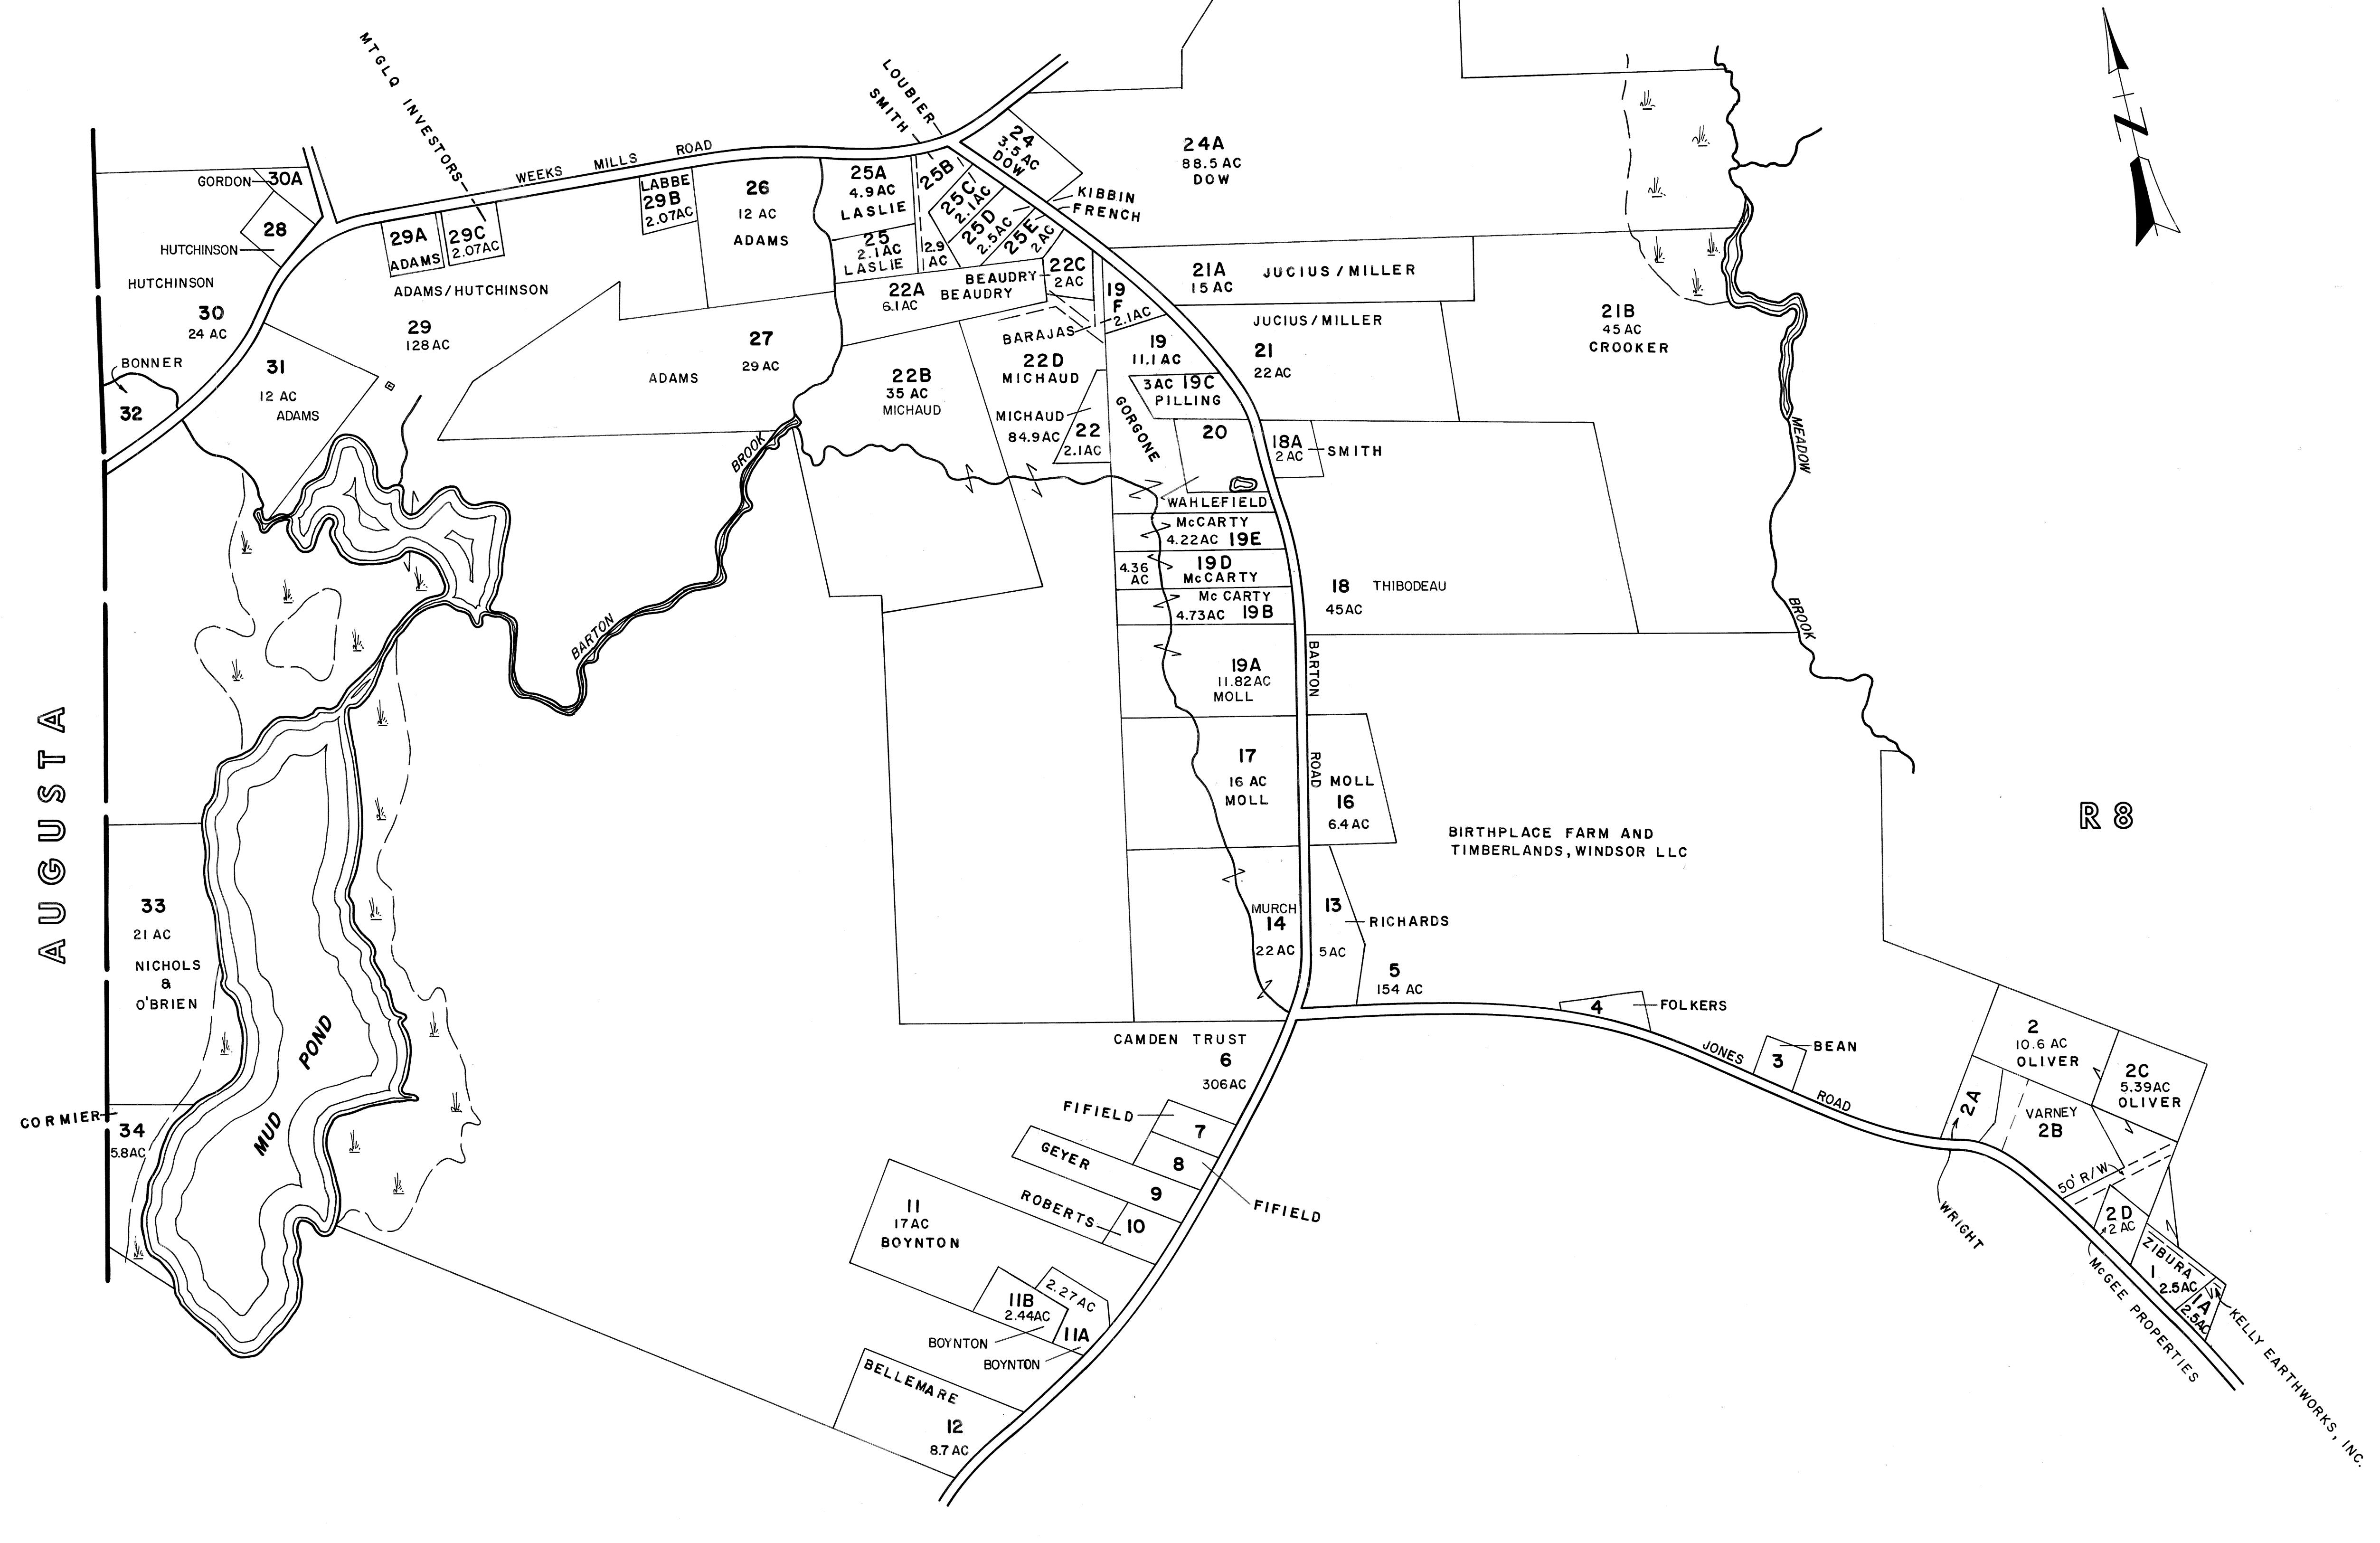 MTGLQ INVESTORS
LOUBIER
SMITH
WEEKS MILLS ROAD
GORDON
30A
28
HUTCHINSON
HUTCHINSON
30
24 AC
BONNER
32
31
12 AC
ADAMS
29A
ADAMS
29C
2.07AC
ADAMS/HUTCHINSON
29
128 AC
LABBE
29B
2.07AC
26
12 AC
ADAMS
27
29 AC
ADAMS
25A
4.9 AC
LASLIE
25
2.1AC
LASLIE
25B
2.9
AC
25C
2.1AC
25D
2.5AC
25E
2 AC
24
3.5 AC
DOW
KIBBIN
FRENCH
24A
88.5 AC
DOW
22A
6.1AC
BEAUDRY
BEAUDRY
22C
2AC
19
F
2.1AC
BARAJAS
22B
35 AC
MICHAUD
22D
MICHAUD
MICHAUD
84.9AC
22
2.1AC
GORGONE
19
11.1 AC
3AC 19C
PILLING
20
WAHLEFIELD
21A
15 AC
JUCIUS / MILLER
JUCIUS/MILLER
21
22 AC
21B
45 AC
CROOKER
18A
2 AC
SMITH
McCARTY
4.22AC 19E
19D
4.36
AC
McCARTY
McCARTY
4.73AC 19B
18
THIBODEAU
45AC
19A
11.82AC
MOLL
17
16 AC
MOLL
BARTON
ROAD
MOLL
16
6.4 AC
MEADOW
BROOK
BROOK
BARTON
BIRTHPLACE FARM AND
TIMBERLANDS, WINDSOR LLC
R 8
AUGUSTA
MURCH
14
22 AC
13
RICHARDS
5 AC
5
154 AC
33
21 AC
NICHOLS
&
O'BRIEN
MUD
POND
CORMIER
34
5.8AC
CAMDEN TRUST
6
306AC
4
FOLKERS
JONES
ROAD
3
BEAN
FIFIELD
7
8
FIFIELD
GEYER
9
ROBERTS
10
11
17 AC
BOYNTON
11B
2.44AC
2.27 AC
11A
BOYNTON
BOYNTON
BELLEMARE
12
8.7 AC
2
10.6 AC
OLIVER
2C
5.39AC
OLIVER
2A
VARNEY
2B
WRIGHT
50' R/W
2D
2 AC
McGEE PROPERTIES
ZIBURA
1
2.5AC
1A
2.5AC
KELLY EARTHWORKS, INC.
N